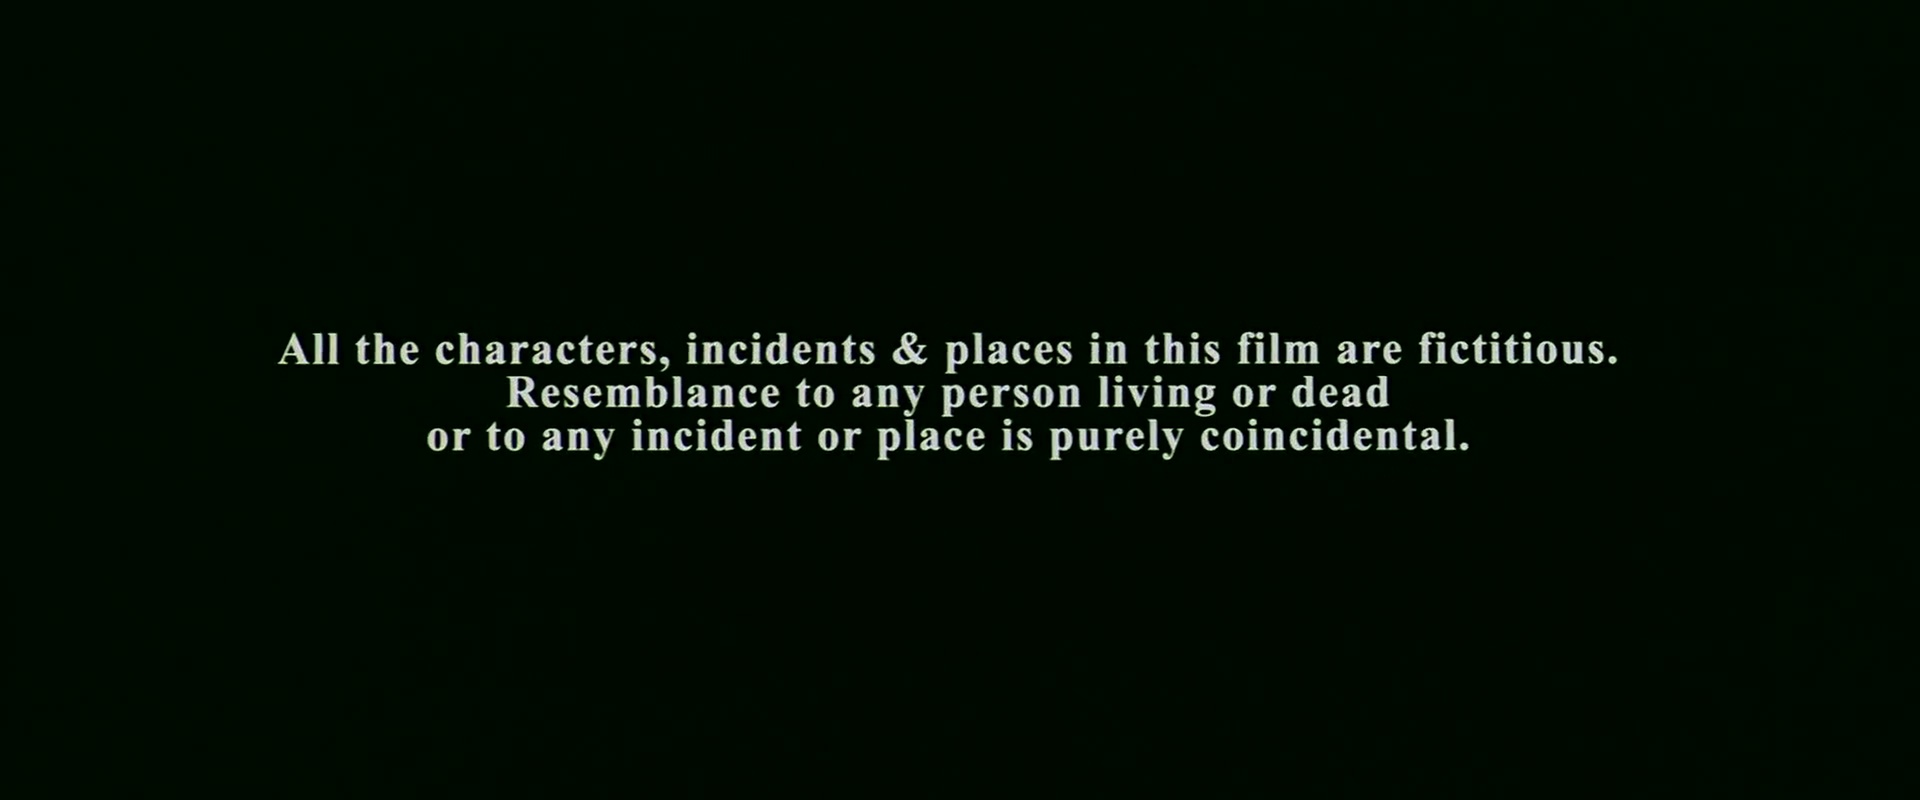 All the characters, incidents & places in this film are fictitious.
Resemblance to any person living or dead
or to any incident or place is purely coincidental.